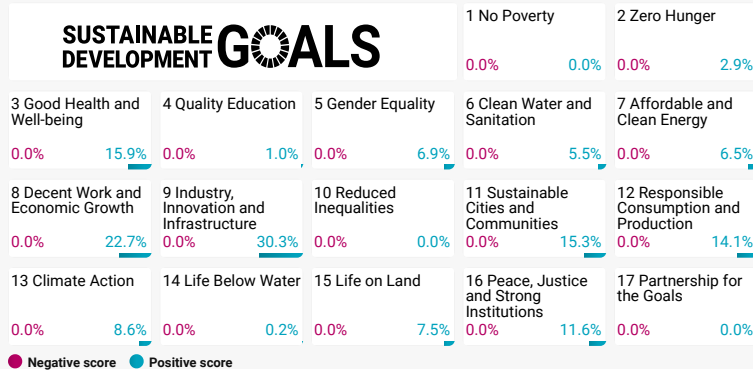 SUSTAINABLE
DEVELOPMENT
GOALS
1 No Poverty
0.0% 0.0%
2 Zero Hunger
0.0% 2.9%
3 Good Health and
Well-being
0.0% 15.9%
4 Quality Education
0.0% 1.0%
5 Gender Equality
0.0% 6.9%
6 Clean Water and
Sanitation
0.0% 5.5%
7 Affordable and
Clean Energy
0.0% 6.5%
8 Decent Work and
Economic Growth
0.0% 22.7%
9 Industry,
Innovation and
Infrastructure
0.0% 30.3%
10 Reduced
Inequalities
0.0% 0.0%
11 Sustainable
Cities and
Communities
0.0% 15.3%
12 Responsible
Consumption and
Production
0.0% 14.1%
13 Climate Action
0.0% 8.6%
14 Life Below Water
0.0% 0.2%
15 Life on Land
0.0% 7.5%
16 Peace, Justice
and Strong
Institutions
0.0% 11.6%
17 Partnership for
the Goals
0.0% 0.0%
Negative score Positive score